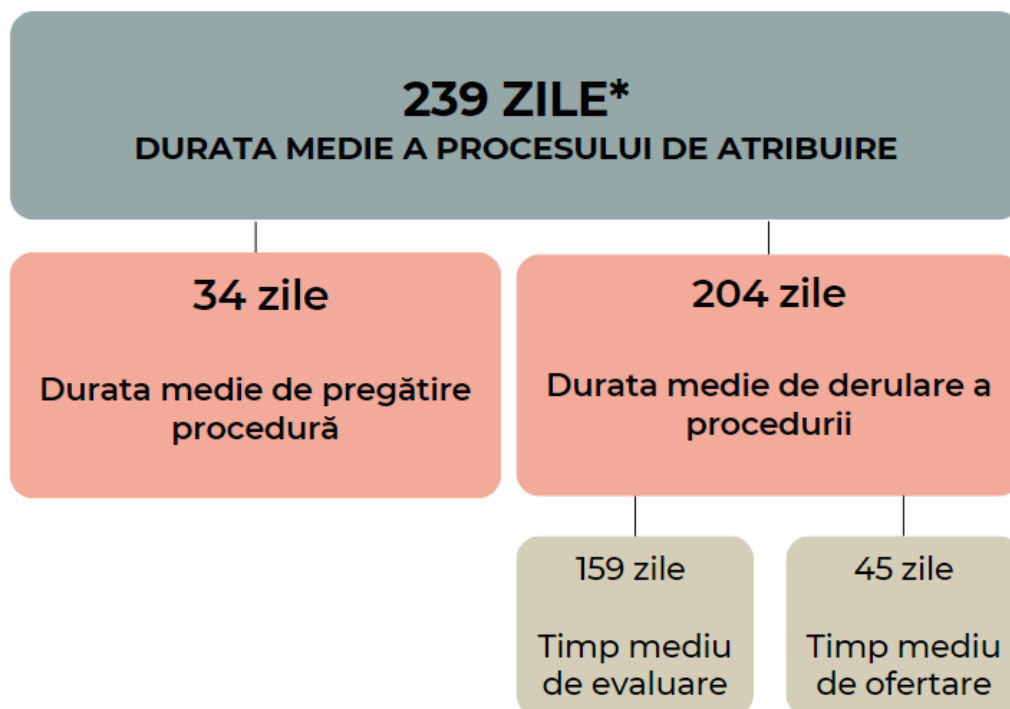 239 ZILE*
DURATA MEDIE A PROCESULUI DE ATRIBUIRE
34 zile
Durata medie de pregătire
procedură
204 zile
Durata medie de derulare a
procedurii
159 zile
Timp mediu
de evaluare
45 zile
Timp mediu
de ofertare